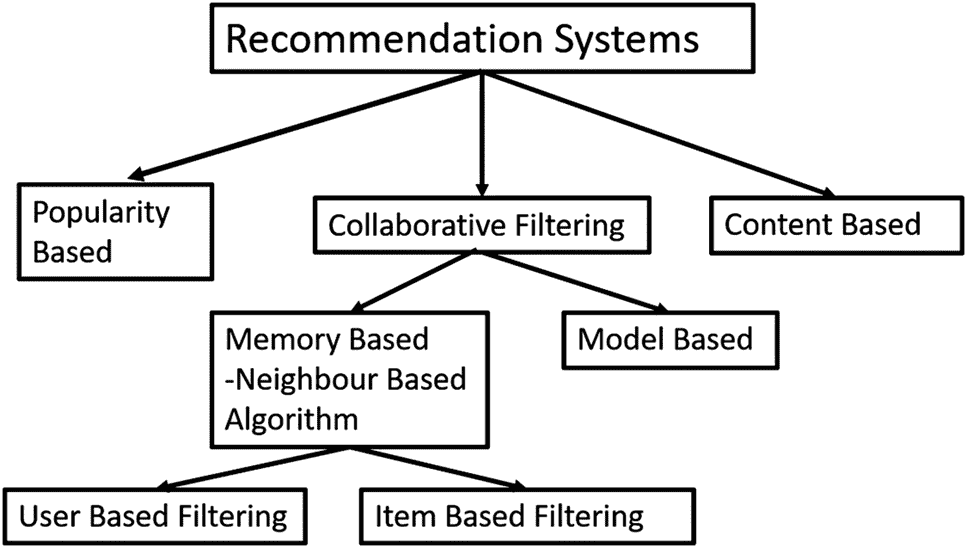 Recommendation Systems
Popularity
Based
Collaborative Filtering
Content Based
Memory Based
-Neighbour Based
Algorithm
Model Based
User Based Filtering
Item Based Filtering